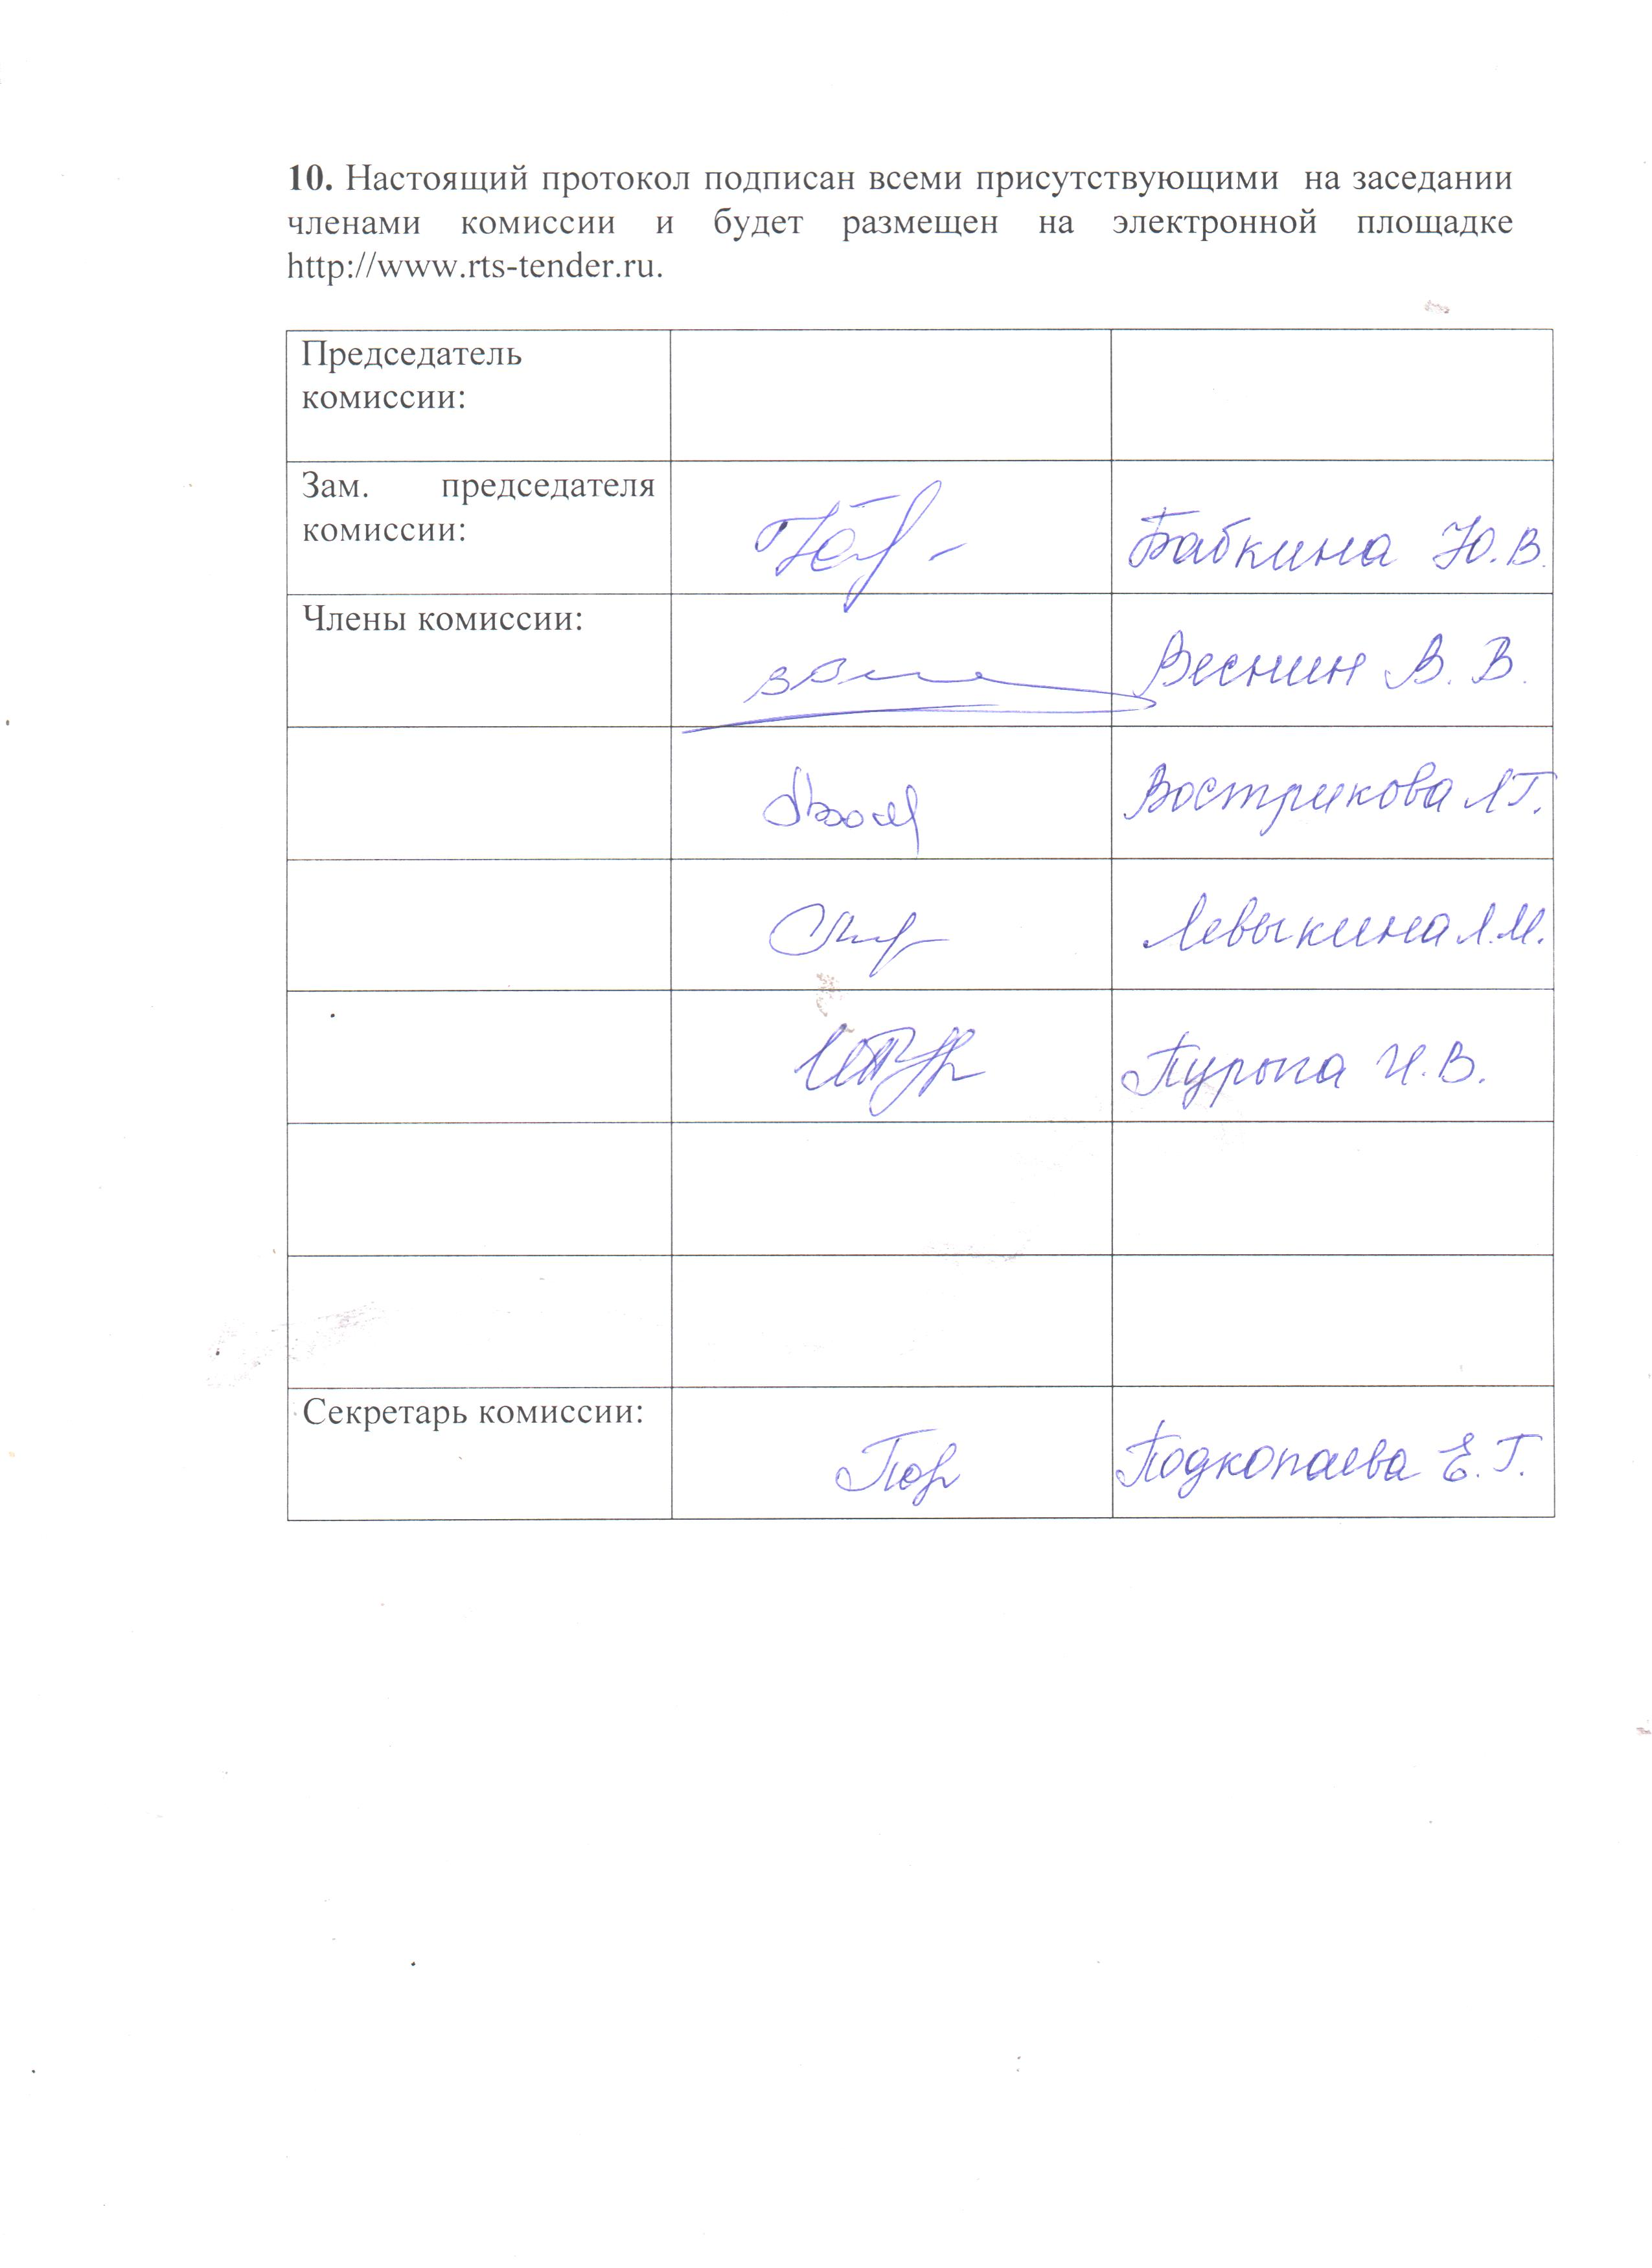 10. Настоящий протокол подписан всеми присутствующими на заседании
членами комиссии и будет размещен на электронной площадке
http://www.rts-tender.ru.
Председатель
комиссии:
Зам. председателя
комиссии:
Бабкина Ю.В.
Члены комиссии:
Веснин В. В.
Вострикова Л.Г.
Левыкина Л.М.
Пурыга И.В.
Секретарь комиссии:
Подкопаева Е.Г.